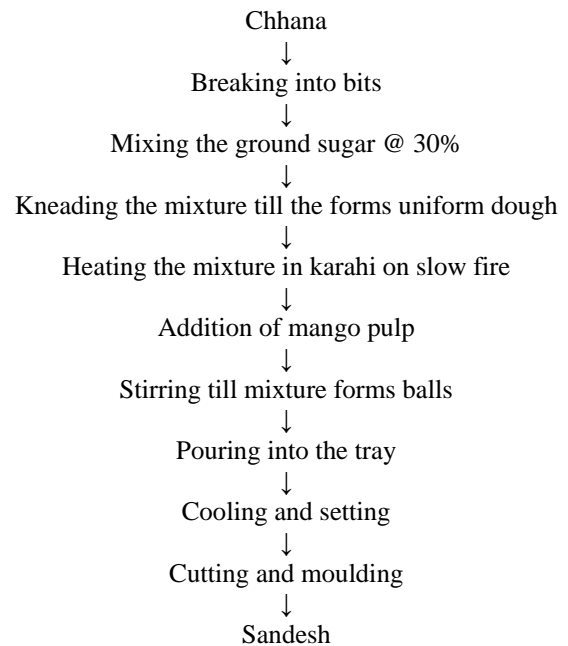 Chhana
↓
Breaking into bits
↓
Mixing the ground sugar @ 30%
↓
Kneading the mixture till the forms uniform dough
↓
Heating the mixture in karahi on slow fire
↓
Addition of mango pulp
↓
Stirring till mixture forms balls
↓
Pouring into the tray
↓
Cooling and setting
↓
Cutting and moulding
↓
Sandesh